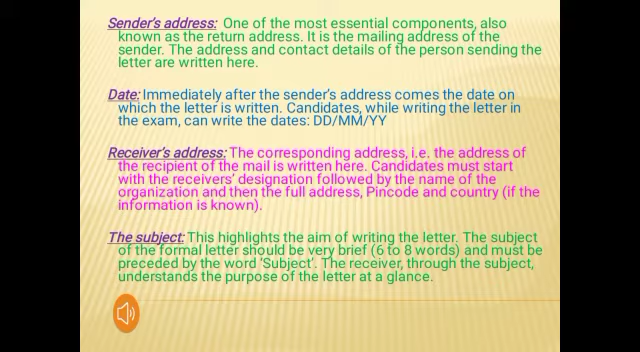 Sender's address: One of the most essential components, also
known as the return address. It is the mailing address of the
sender. The address and contact details of the person sending the
letter are written here.
Date: Immediately after the sender's address comes the date on
which the letter is written. Candidates, while writing the letter in
the exam, can write the dates: DD/MM/YY
Receiver's address: The corresponding address, i.e. the address of
the recipient of the mail is written here. Candidates must start
with the receivers' designation followed by the name of the
organization and then the full address, Pincode and country (if the
information is known).
The subject: This highlights the aim of writing the letter. The subject
of the formal letter should be very brief (6 to 8 words) and must be
preceded by the word 'Subject'. The receiver, through the subject,
understands the purpose of the letter at a glance.